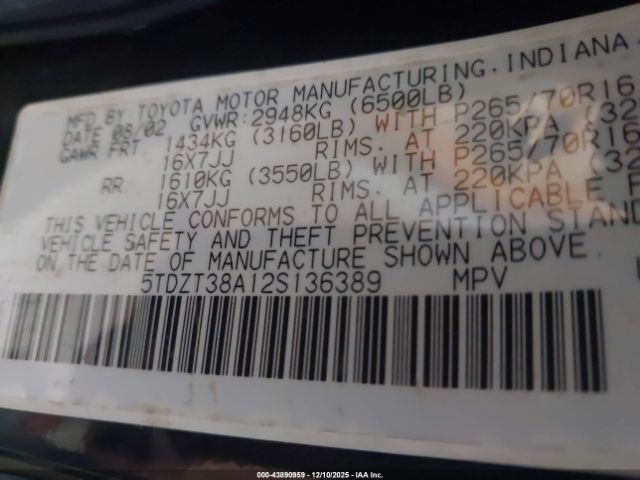 MFD.BY:TOYOTA MOTOR MANUFACTURING.INDIANA.
DATE 08/02 GVWR:2948KG (6500LB)
GAWR FRT 1434KG (3160LB) WITH P265/70R16
16X7JJ RIMS. AT 220KPA (32
RR. 1610KG (3550LB) WITH P265/70R16
16X7JJ RIMS. AT 220KPA (32
THIS VEHICLE CONFORMS TO ALL APPLICABLE F
VEHICLE SAFETY AND THEFT PREVENTION STAND
ON THE DATE OF MANUFACTURE SHOWN ABOVE.
5TDZT38A12S136389 MPV
000-43890959 - 12/10/2025 - IAA Inc.